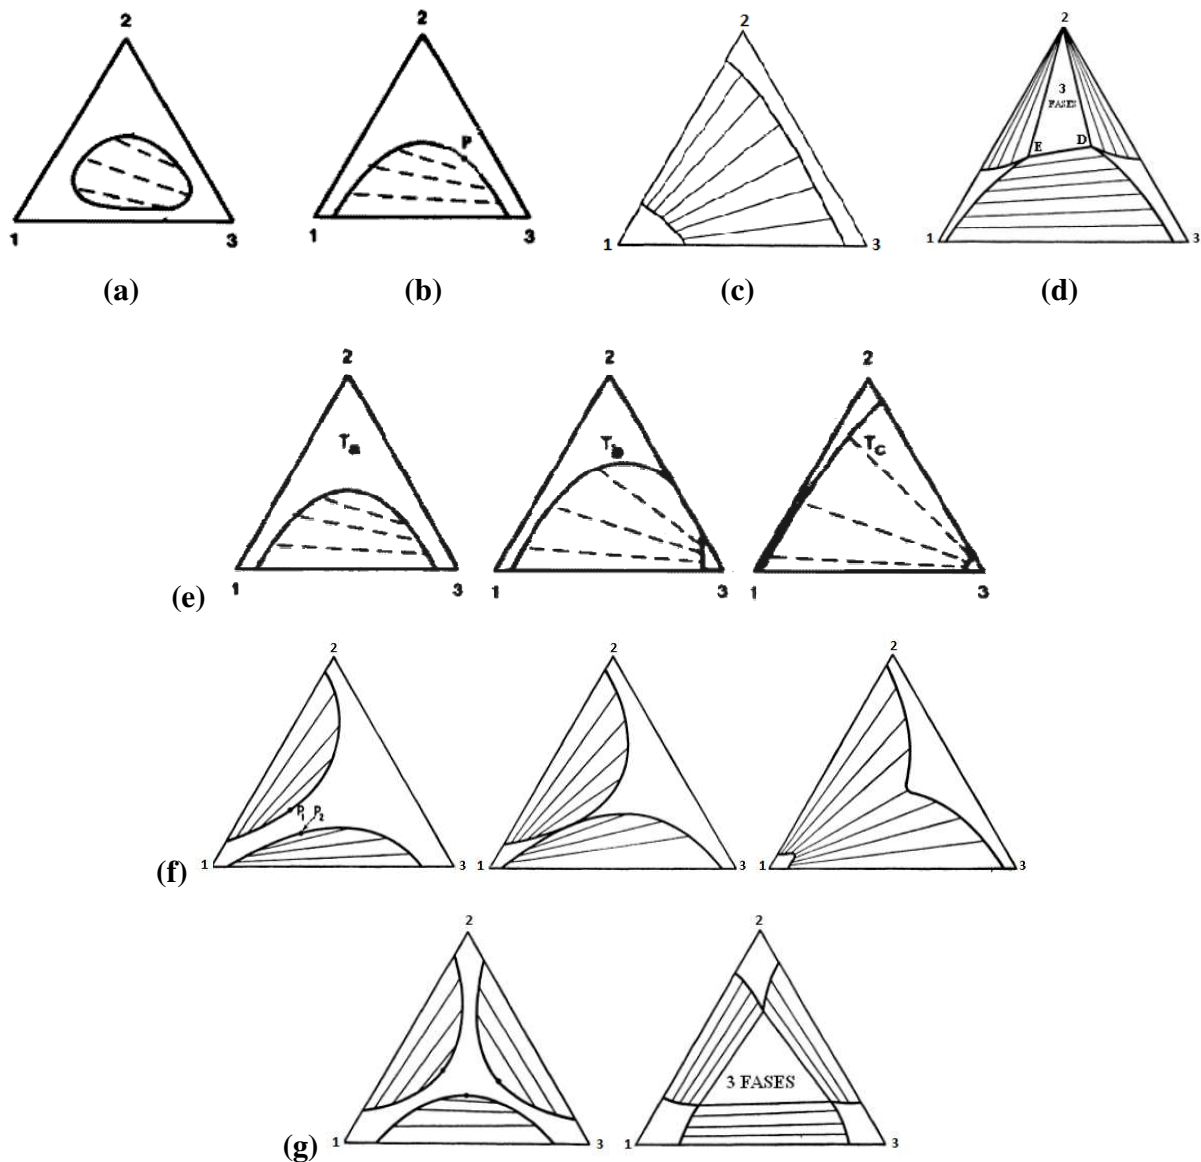 2 2 2 2
3
FASES
P
E D
1 3 1 3 1 3 1 3
(a) (b) (c) (d)
2 2 2
Ta Tb Tc
(e) 1 3 1 3 1 3
2 2 2
P1 P2
(f) 1 3 1 3 1 3
2 2
3 FASES
(g) 1 3 1 3